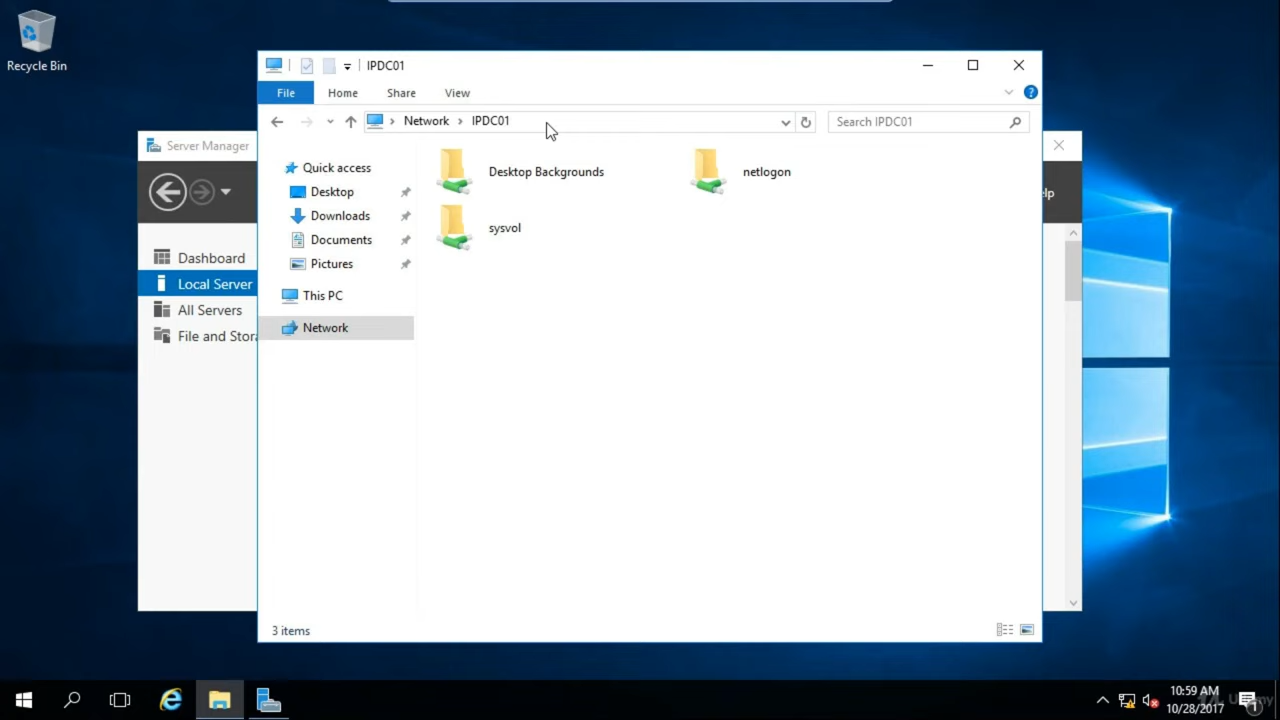 Recycle Bin
IPDC01
File
Home
Share
View
Network
IPDC01
Search IPDC01
Server Manager
Quick access
Desktop
Downloads
Documents
Pictures
This PC
Network
Desktop Backgrounds
netlogon
sysvol
Dashboard
Local Server
All Servers
File and Stora
lp
3 items
10:59 AM
10/28/2017
1